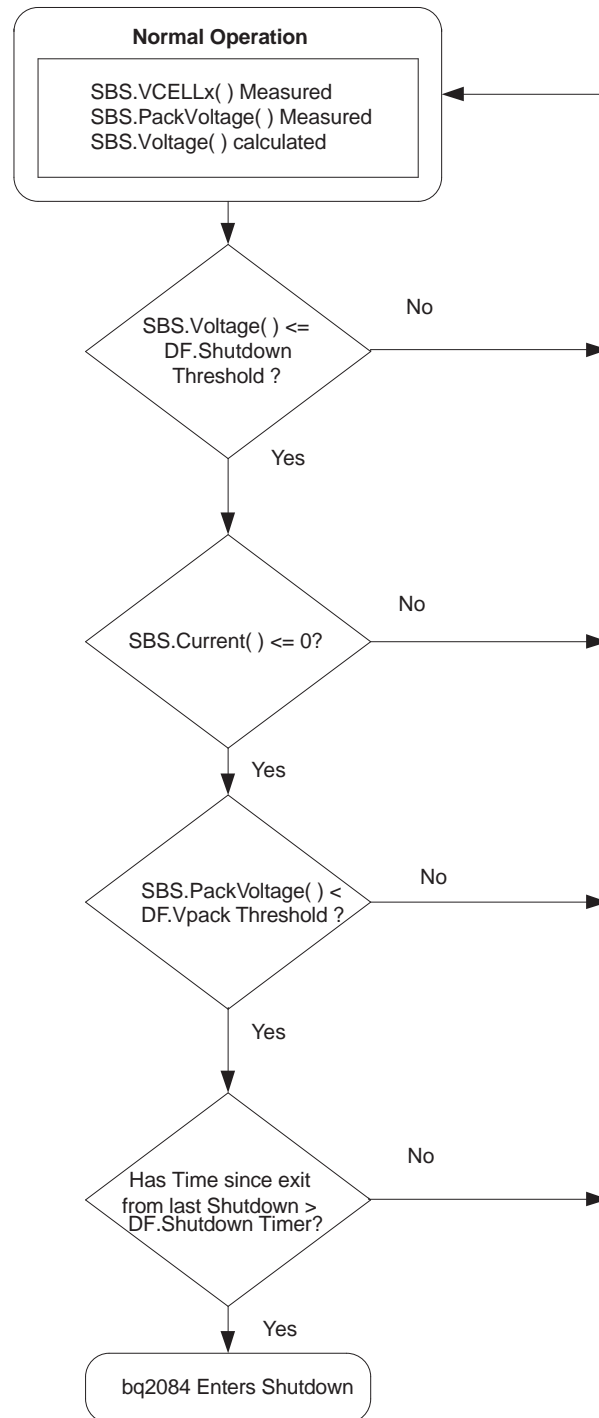 Normal Operation
SBS.VCELLx( ) Measured
SBS.PackVoltage( ) Measured
SBS.Voltage( ) calculated
SBS.Voltage( ) <=
DF.Shutdown
Threshold ?
No
Yes
SBS.Current( ) <= 0?
No
Yes
SBS.PackVoltage( ) <
DF.Vpack Threshold ?
No
Yes
Has Time since exit
from last Shutdown >
DF.Shutdown Timer?
No
Yes
bq2084 Enters Shutdown